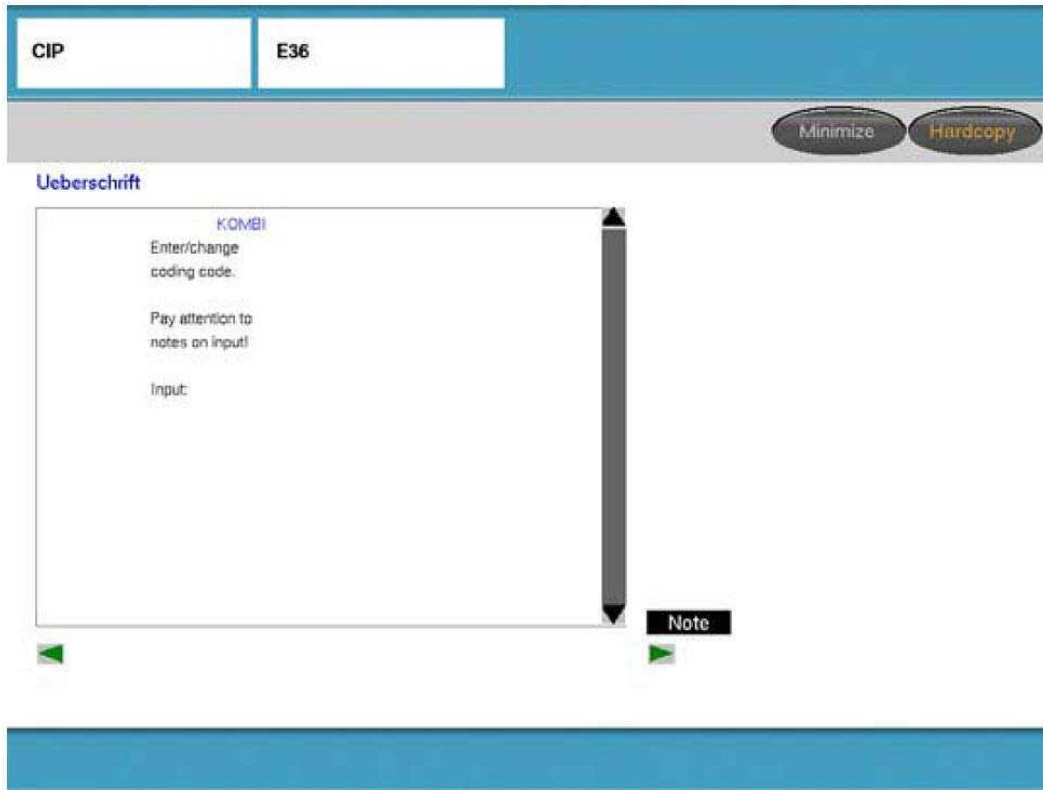 CIP
E36
Minimize
Hardcopy
Ueberschrift
KOMBI
Enter/change
coding code.
Pay attention to
notes on input!
Input:
Note